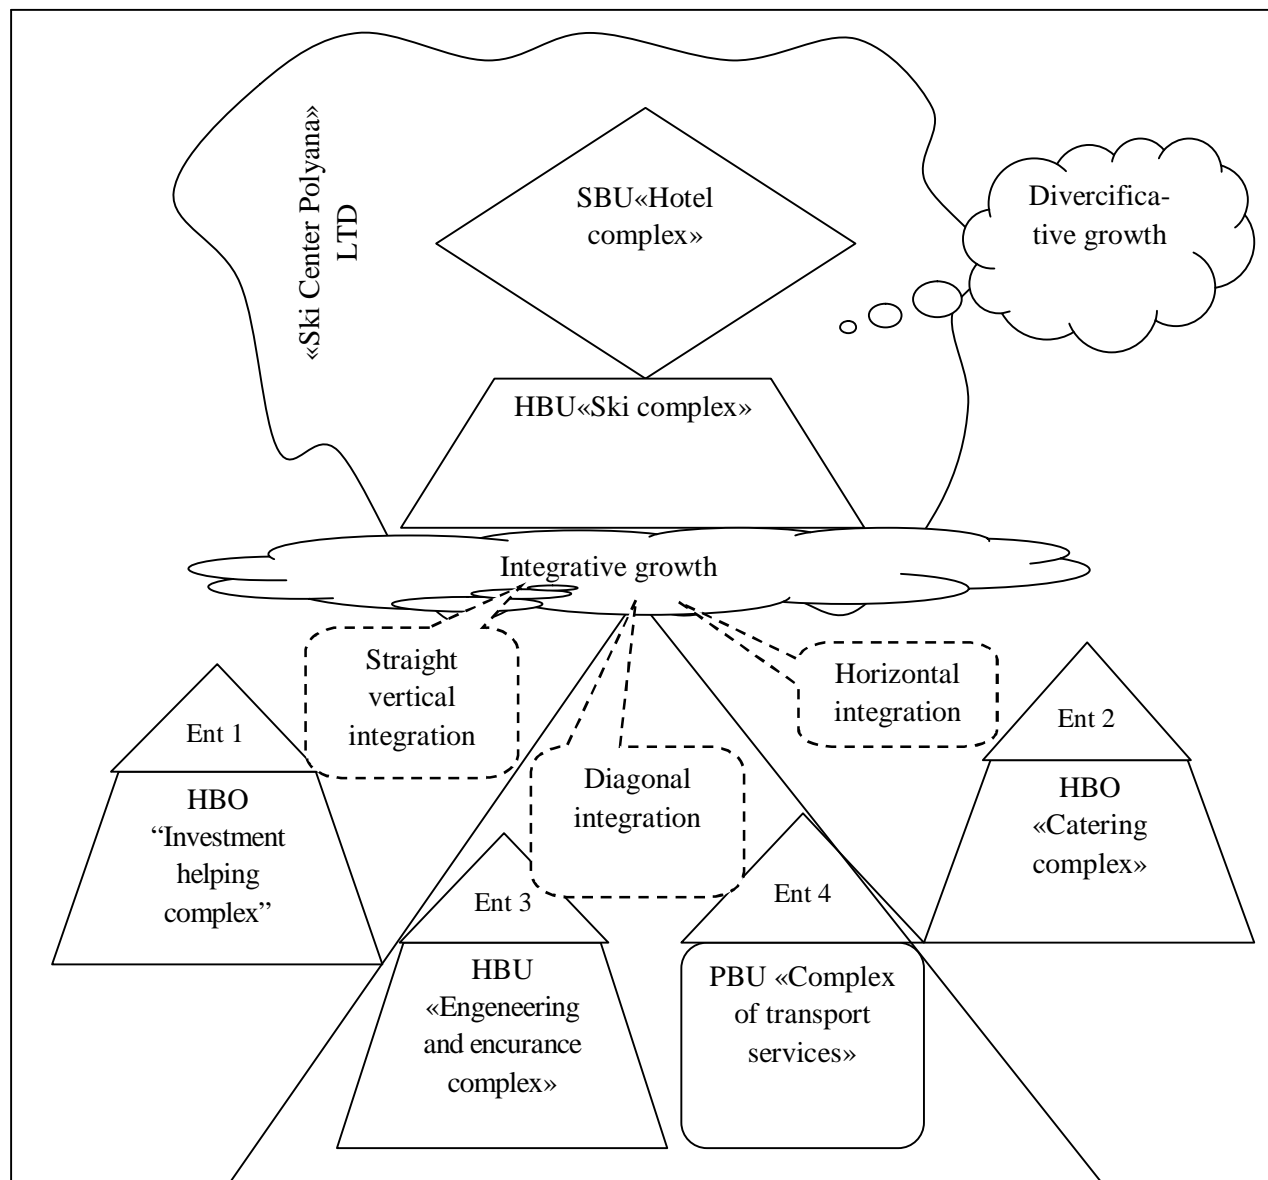 «Ski Center Polyana»
LTD
SBU«Hotel
complex»
Divercifica-
tive growth
HBU«Ski complex»
Integrative growth
Straight
vertical
integration
Horizontal
integration
Diagonal
integration
Ent 1
HBO
“Investment
helping
complex”
Ent 2
HBO
«Catering
complex»
Ent 3
HBU
«Engeneering
and encurance
complex»
Ent 4
PBU «Complex
of transport
services»